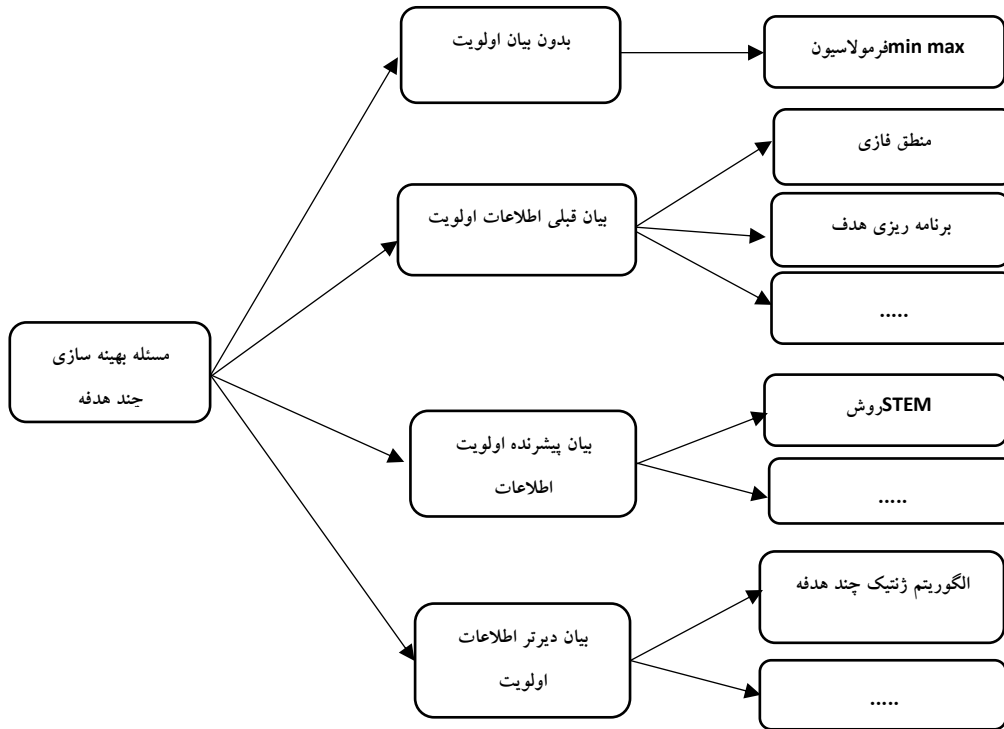 بدون بیان اولویت
فرمولاسیون min max
منطق فازی
بیان قبلی اطلاعات اولویت
برنامه ریزی هدف
.....
مسئله بهینه سازی
چند هدفه
روش STEM
بیان پیشرنده اولویت
اطلاعات
.....
الگوریتم ژنتیک چند هدفه
بیان دیرتر اطلاعات
اولویت
.....